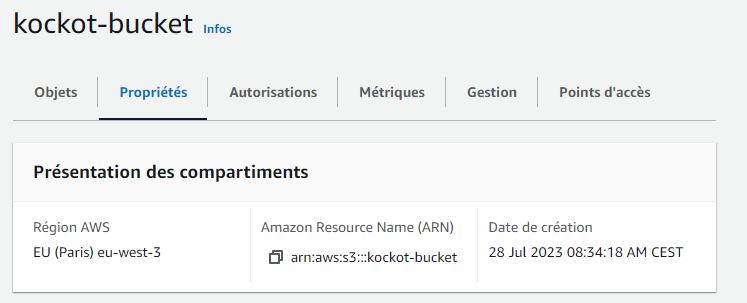 kockot-bucket Infos
Objets Propriétés Autorisations Métriques Gestion Points d'accès
Présentation des compartiments
Région AWS Amazon Resource Name (ARN) Date de création
EU (Paris) eu-west-3 arn:aws:s3:::kockot-bucket 28 Jul 2023 08:34:18 AM CEST